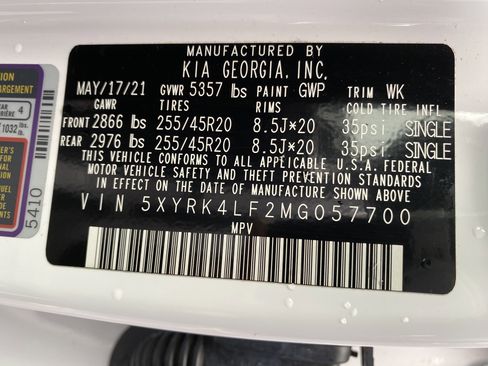 MANUFACTURED BY
KIA GEORGIA, INC.
MAY/17/21 GVWR 5357 lbs PAINT GWP TRIM WK
GAWR TIRES RIMS COLD TIRE INFL
FRONT 2866 lbs 255/45R20 8.5J×20 35psi SINGLE
REAR 2976 lbs 255/45R20 8.5J×20 35psi SINGLE
THIS VEHICLE CONFORMS TO ALL APPLICABLE U.S.A. FEDERAL
MOTOR VEHICLE SAFETY AND THEFT PREVENTION STANDARDS
IN EFFECT ON THE DATE OF MANUFACTURE SHOWN ABOVE
VIN 5XYRK4LF2MG057700
MPV
4
1032 lbs.
5410